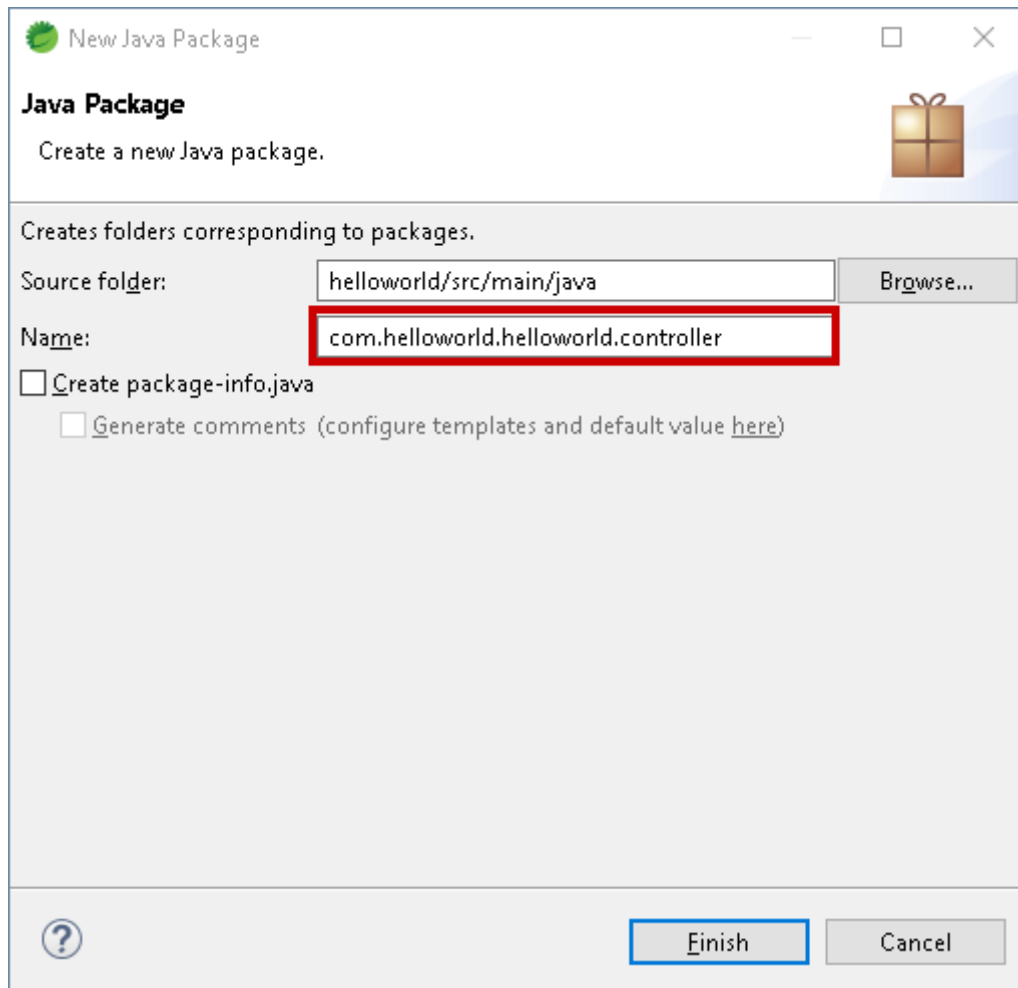 New Java Package
Java Package
Create a new Java package.
Creates folders corresponding to packages.
Source folder: helloworld/src/main/java Browse...
Name: com.helloworld.helloworld.controller
Create package-info.java
Generate comments (configure templates and default value here)
? Finish Cancel